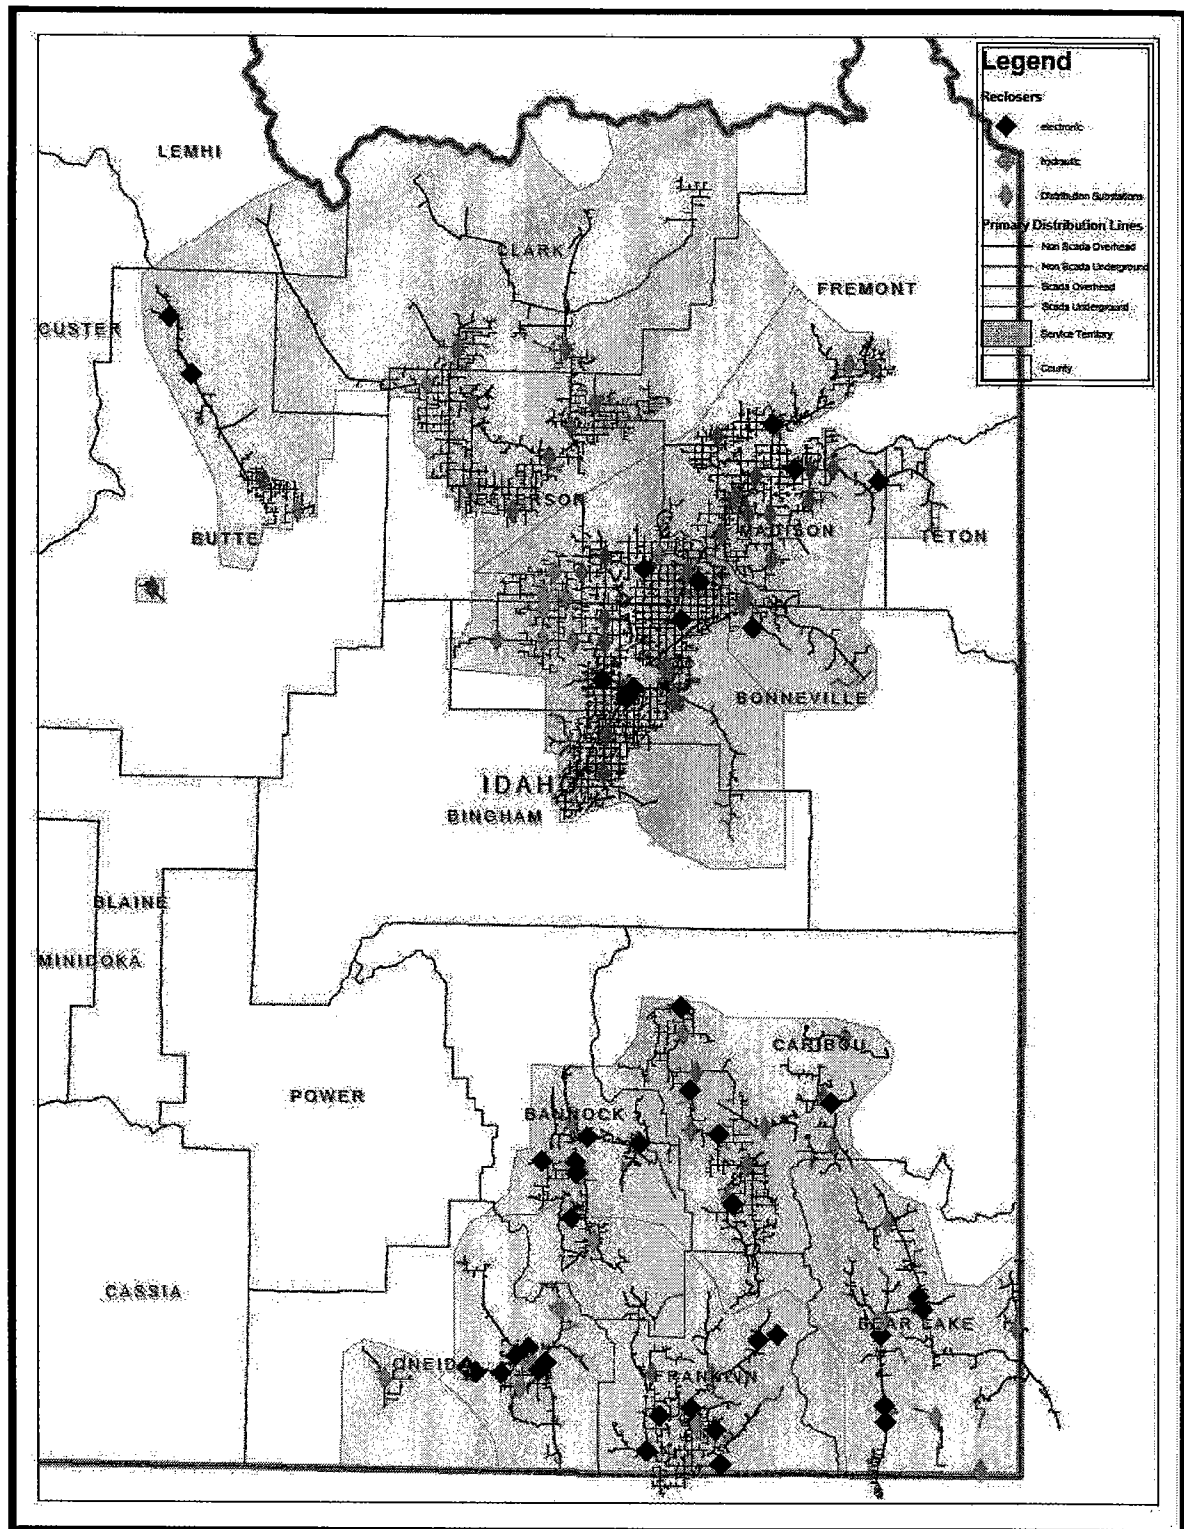 Legend
Reclosers
electronic
hydraulic
Distribution Substations
Primary Distribution Lines
Non Scada Overhead
Non Scada Underground
Scada Overhead
Scada Underground
Service Territory
County
LEMHI
CLARK
FREMONT
CUSTER
JEFFERSON
MADISON
BUTTE
TETON
BONNEVILLE
IDAHO
BINGHAM
BLAINE
MINIDOKA
CARIBOU
POWER
BANNOCK
CASSIA
BEAR LAKE
ONEIDA
FRANKLIN